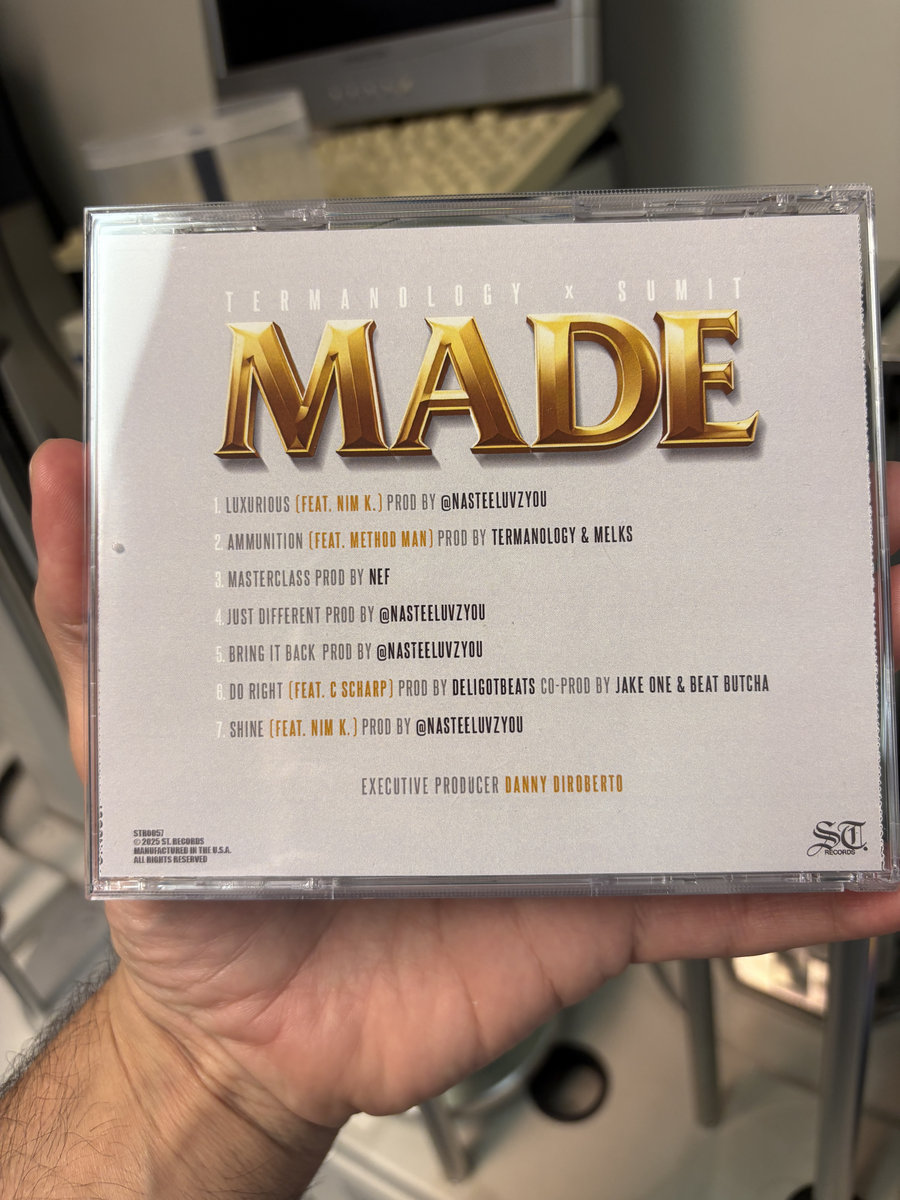 TERMANOLOGY x SUMIT
MADE
1. LUXURIOUS (FEAT. NIM K.) PROD BY @NASTEELUVZYOU
2. AMMUNITION (FEAT. METHOD MAN) PROD BY TERMANOLOGY & MELKS
3. MASTERCLASS PROD BY NEF
4. JUST DIFFERENT PROD BY @NASTEELUVZYOU
5. BRING IT BACK PROD BY @NASTEELUVZYOU
6. DO RIGHT (FEAT. C SCHARP) PROD BY DELIGOTBEATS CO-PROD BY JAKE ONE & BEAT BUTCHA
7. SHINE (FEAT. NIM K.) PROD BY @NASTEELUVZYOU
EXECUTIVE PRODUCER DANNY DIROBERTO
STR0057
© 2025 ST. RECORDS
MANUFACTURED IN THE U.S.A.
ALL RIGHTS RESERVED
ST.
RECORDS